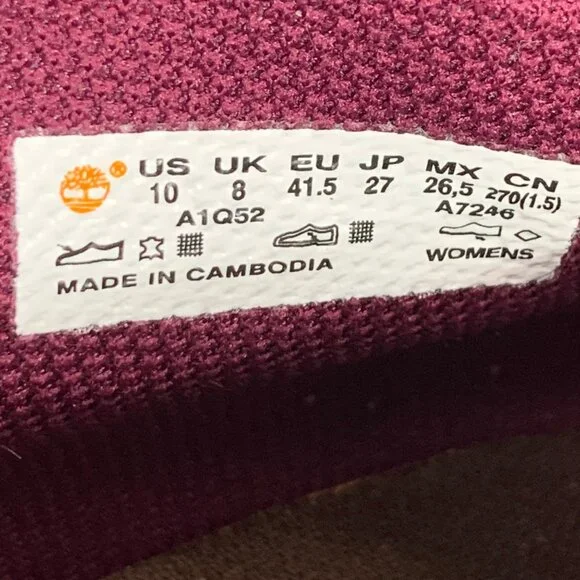 ® US UK EU JP MX CN
10 8 41.5 27 26,5 270(1.5)
A1Q52 A7246
WOMENS
MADE IN CAMBODIA